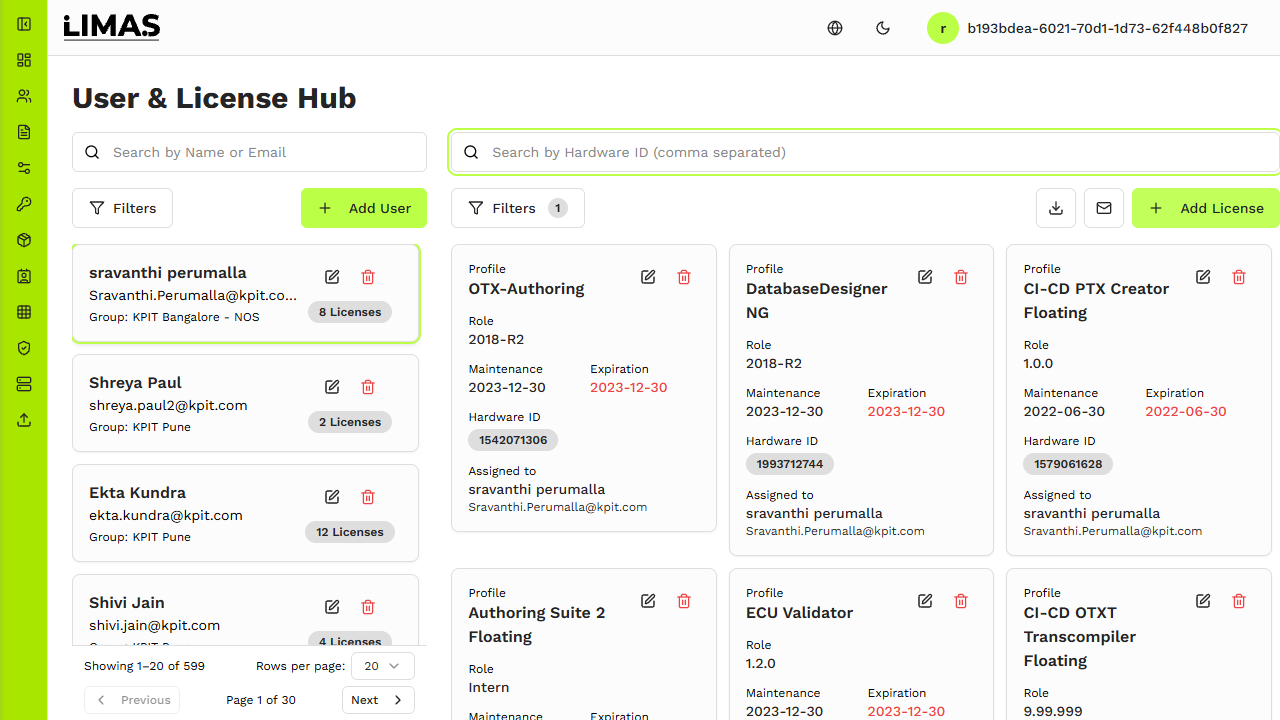 LIMAS
r
b193bdea-6021-70d1-1d73-62f448b0f827
User & License Hub
Search by Name or Email
Search by Hardware ID (comma separated)
Filters
Add User
Filters 1
Add License
sravanthi perumalla
Sravanthi.Perumalla@kpit.co...
Group: KPIT Bangalore - NOS
8 Licenses
Shreya Paul
shreya.paul2@kpit.com
Group: KPIT Pune
2 Licenses
Ekta Kundra
ekta.kundra@kpit.com
Group: KPIT Pune
12 Licenses
Shivi Jain
shivi.jain@kpit.com
4 Licenses
Showing 1–20 of 599
Rows per page: 20
Previous
Page 1 of 30
Next
Profile
OTX-Authoring
Role
2018-R2
Maintenance Expiration
2023-12-30 2023-12-30
Hardware ID
1542071306
Assigned to
sravanthi perumalla
Sravanthi.Perumalla@kpit.com
Profile
DatabaseDesigner
NG
Role
2018-R2
Maintenance Expiration
2023-12-30 2023-12-30
Hardware ID
1993712744
Assigned to
sravanthi perumalla
Sravanthi.Perumalla@kpit.com
Profile
CI-CD PTX Creator
Floating
Role
1.0.0
Maintenance Expiration
2022-06-30 2022-06-30
Hardware ID
1579061628
Assigned to
sravanthi perumalla
Sravanthi.Perumalla@kpit.com
Profile
Authoring Suite 2
Floating
Role
Intern
Maintenance Expiration
Profile
ECU Validator
Role
1.2.0
Maintenance Expiration
2023-12-30 2023-12-30
Profile
CI-CD OTXT
Transcompiler
Floating
Role
9.99.999